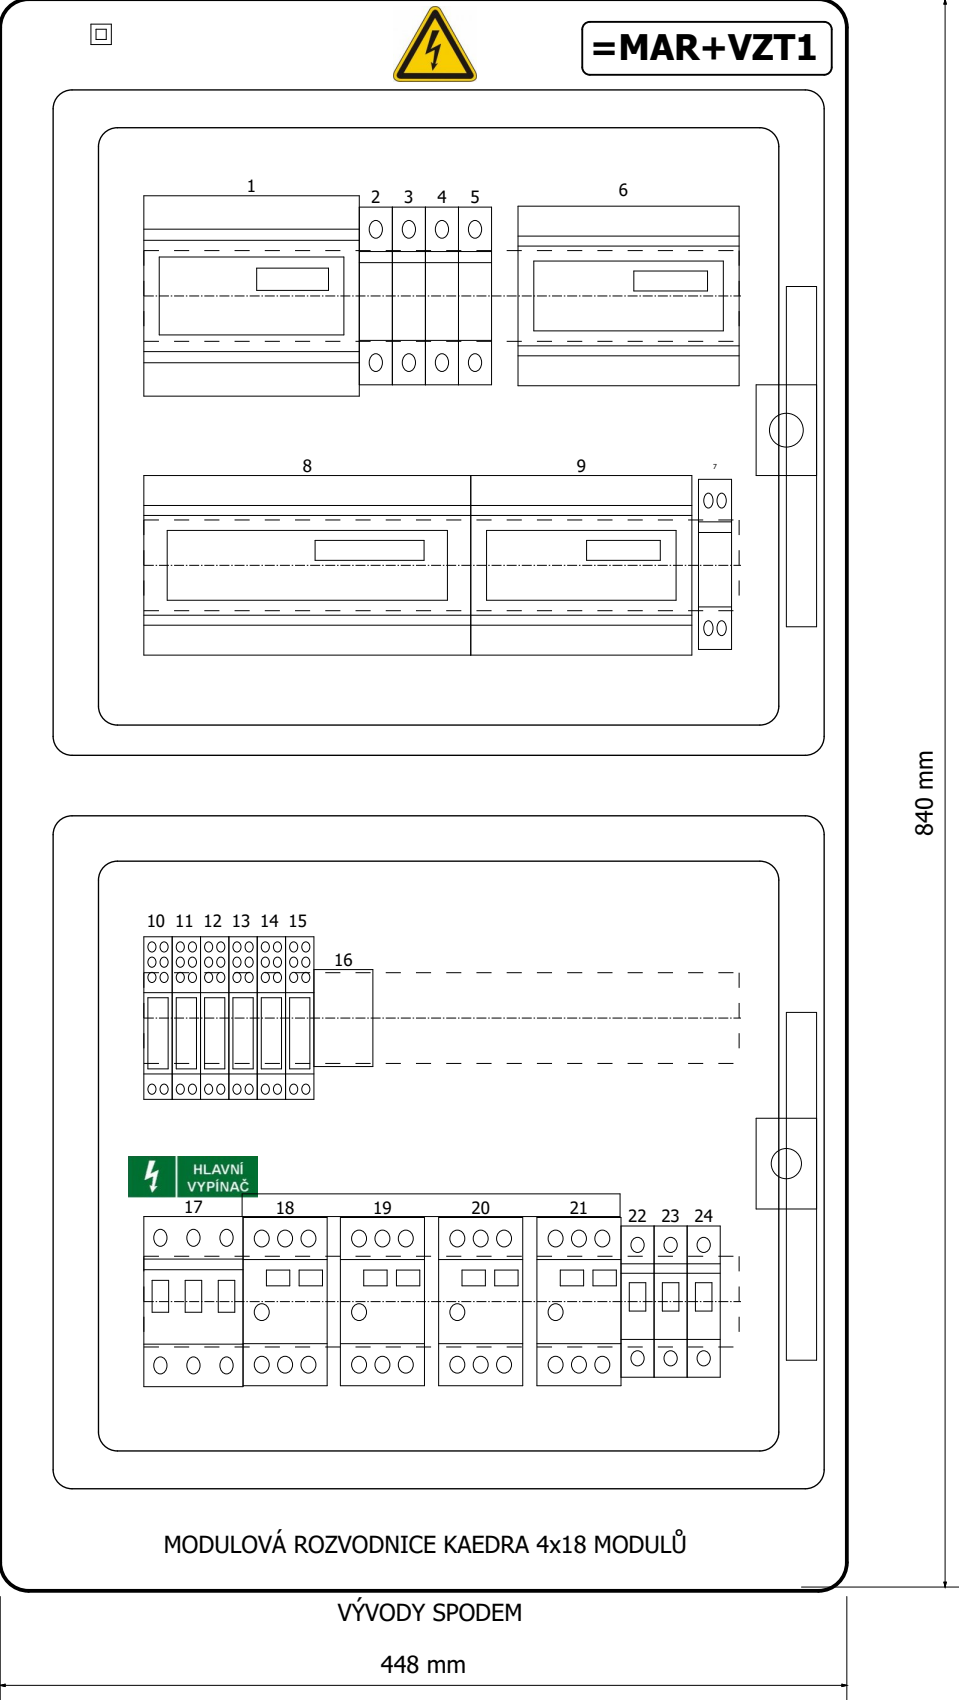 =MAR+VZT1
1
2 3 4 5
6
8
9
7
840 mm
10 11 12 13 14 15
16
HLAVNÍ
VYPÍNAČ
17 18 19 20 21 22 23 24
MODULOVÁ ROZVODNICE KAEDRA 4x18 MODULŮ
VÝVODY SPODEM
448 mm